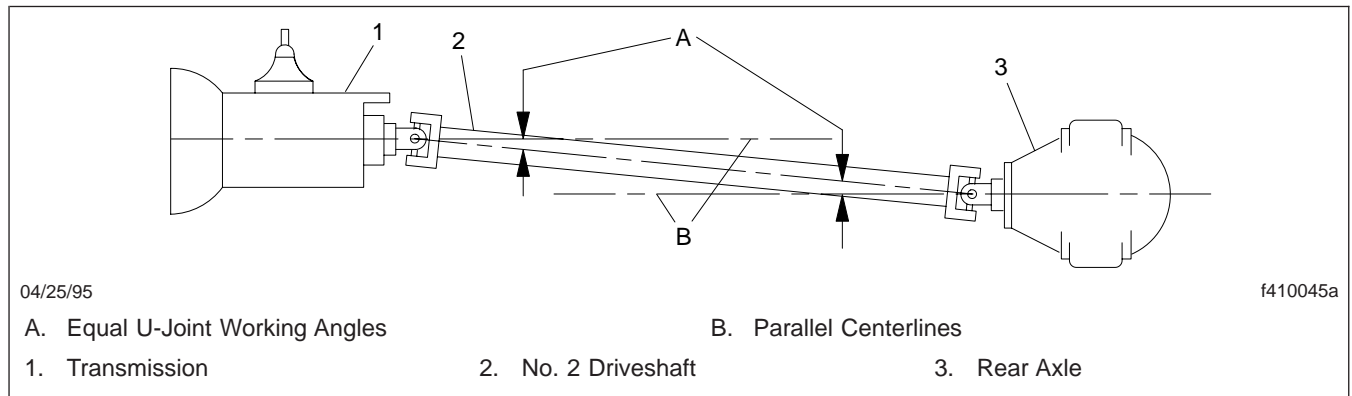 1
2
A
3
B
04/25/95
f410045a
A. Equal U-Joint Working Angles
B. Parallel Centerlines
1. Transmission
2. No. 2 Driveshaft
3. Rear Axle